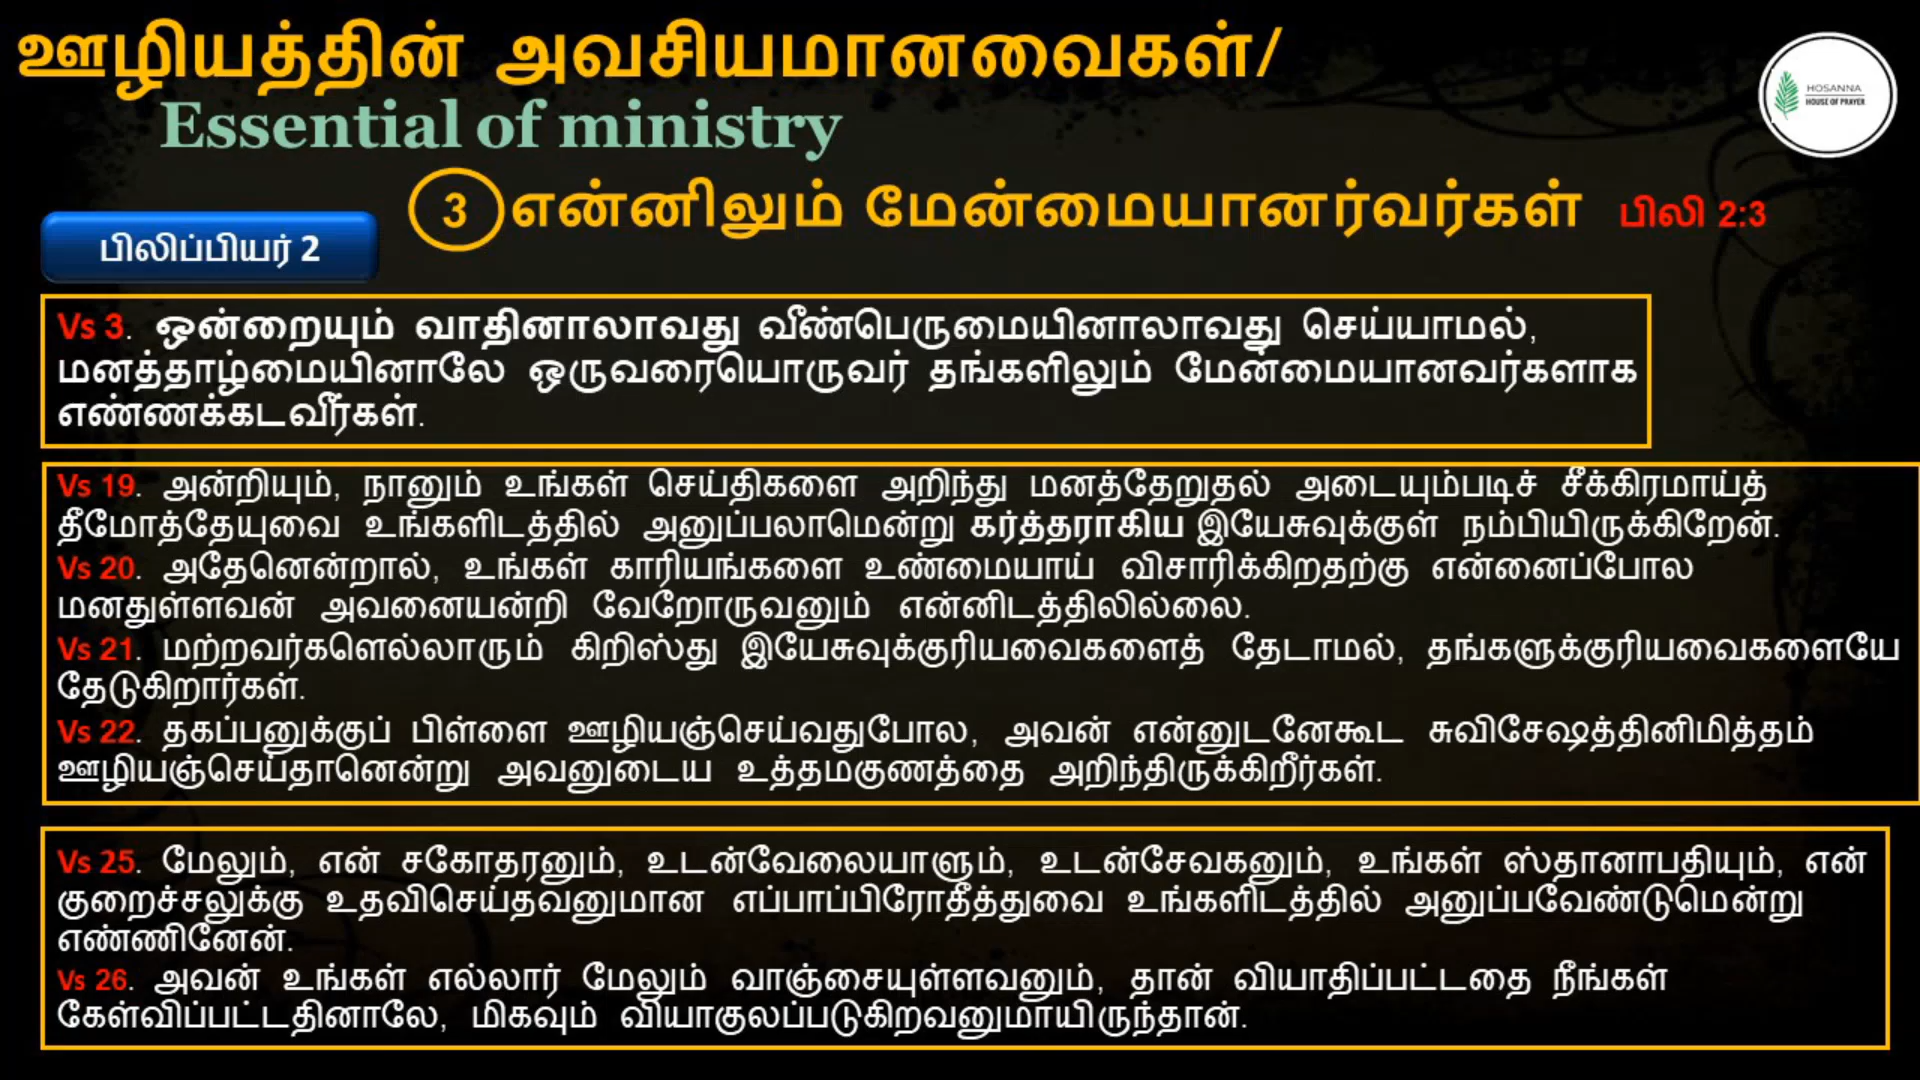 ஊழியத்தின் அவசியமானவைகள்/
Essential of ministry
HOSANNA
HOUSE OF PRAYER
3 என்னிலும் மேன்மையானர்வர்கள் பிலி 2:3
பிலிப்பியர் 2
Vs 3. ஒன்றையும் வாதினாலாவது வீண்பெருமையினாலாவது செய்யாமல்,
மனத்தாழ்மையினாலே ஒருவரையொருவர் தங்களிலும் மேன்மையானவர்களாக
எண்ணக்கடவீர்கள்.
Vs 19. அன்றியும், நானும் உங்கள் செய்திகளை அறிந்து மனத்தேறுதல் அடையும்படிச் சீக்கிரமாய்த்
தீமோத்தேயுவை உங்களிடத்தில் அனுப்பலாமென்று கர்த்தராகிய இயேசுவுக்குள் நம்பியிருக்கிறேன்.
Vs 20. அதேனென்றால், உங்கள் காரியங்களை உண்மையாய் விசாரிக்கிறதற்கு என்னைப்போல
மனதுள்ளவன் அவனையன்றி வேறோருவனும் என்னிடத்திலில்லை.
Vs 21. மற்றவர்களெல்லாரும் கிறிஸ்து இயேசுவுக்குரியவைகளைத் தேடாமல், தங்களுக்குரியவைகளையே
தேடுகிறார்கள்.
Vs 22. தகப்பனுக்குப் பிள்ளை ஊழியஞ்செய்வதுபோல, அவன் என்னுடனேகூட சுவிசேஷத்தினிமித்தம்
ஊழியஞ்செய்தானென்று அவனுடைய உத்தமகுணத்தை அறிந்திருக்கிறீர்கள்.
Vs 25. மேலும், என் சகோதரனும், உடன்வேலையாளும், உடன்சேவகனும், உங்கள் ஸ்தானாபதியும், என்
குறைச்சலுக்கு உதவிசெய்தவனுமான எப்பாப்பிரோதீத்துவை உங்களிடத்தில் அனுப்பவேண்டுமென்று
எண்ணினேன்.
Vs 26. அவன் உங்கள் எல்லார் மேலும் வாஞ்சையுள்ளவனும், தான் வியாதிப்பட்டதை நீங்கள்
கேள்விப்பட்டதினாலே, மிகவும் வியாகுலப்படுகிறவனுமாயிருந்தான்.